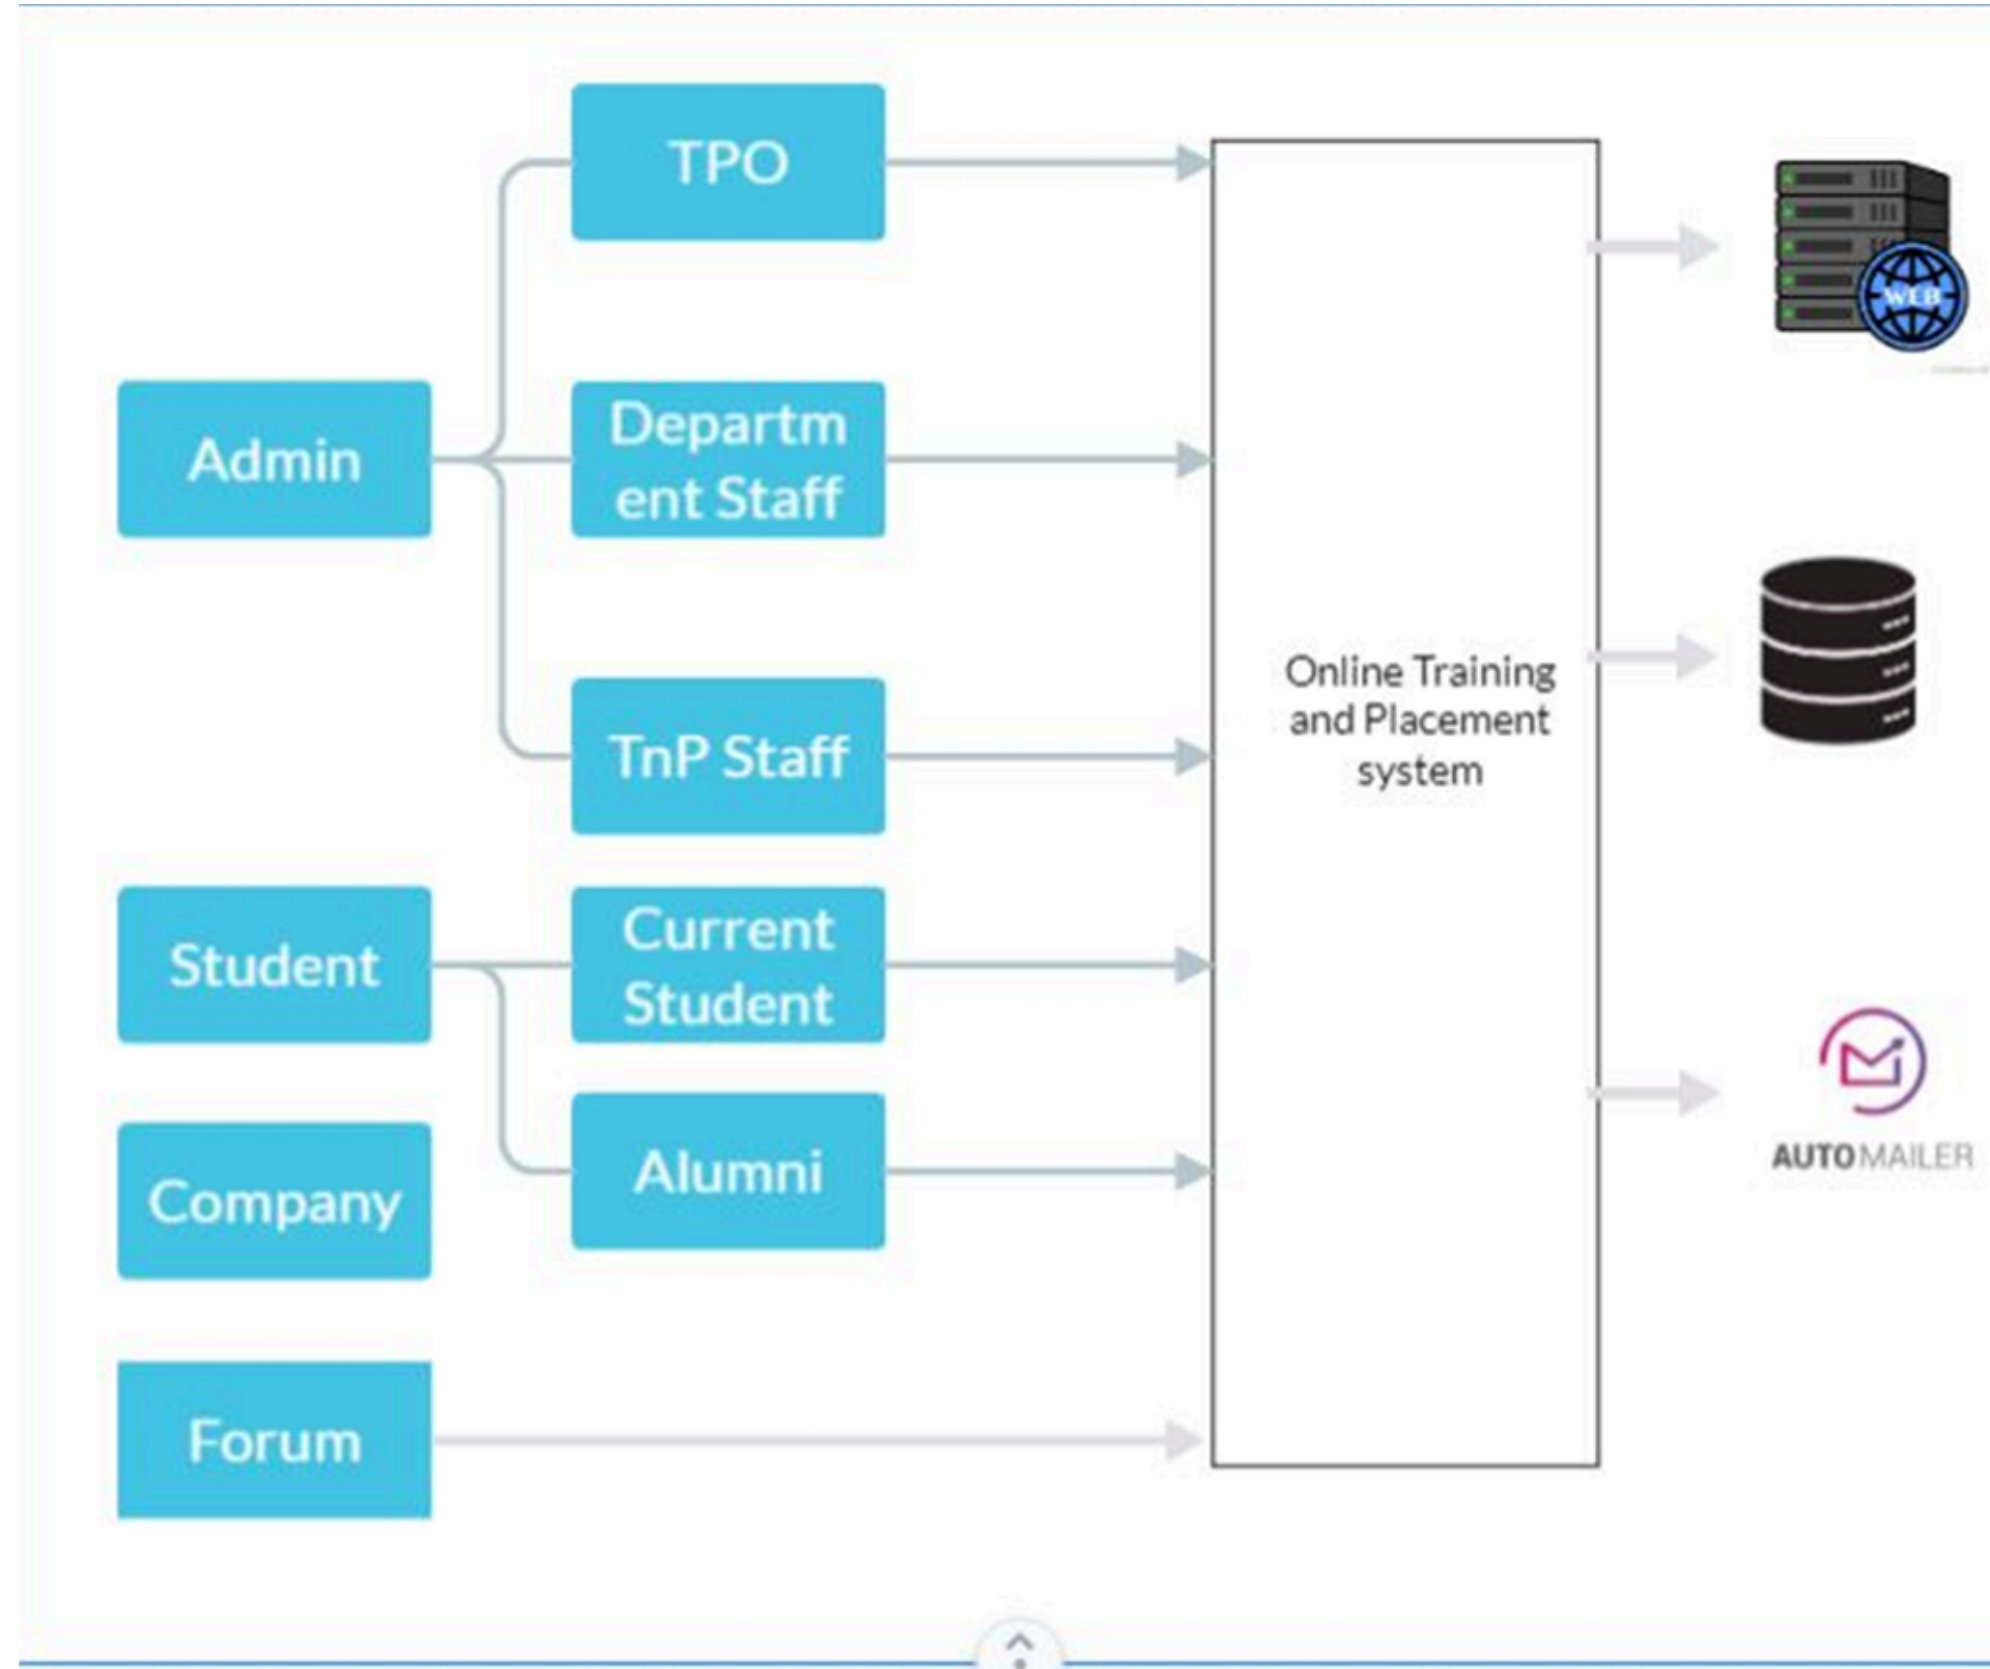 TPO
Admin
Departm
ent Staff
TnP Staff
Student
Current
Student
Company
Alumni
Forum
Online Training
and Placement
system
WEB
AUTOMAILER